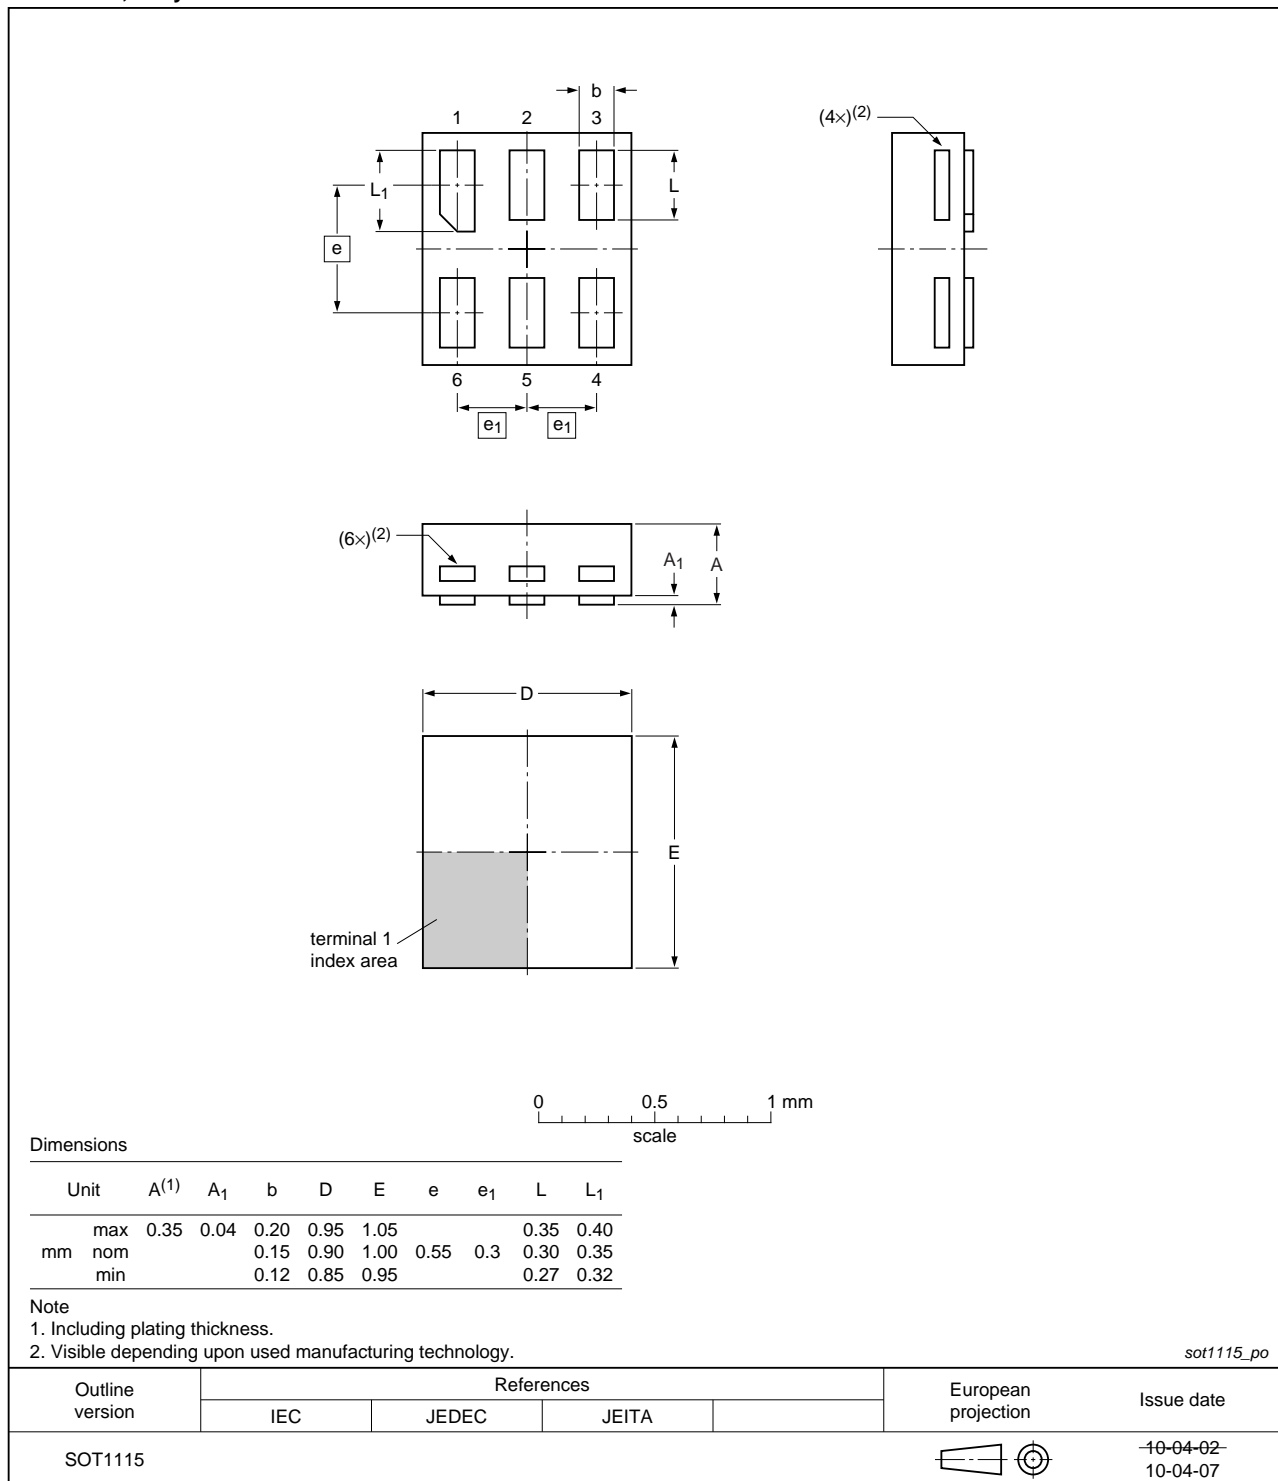 b
1 2 3
(4×)(2)
L1
L
e
6 5 4
e1 e1
(6×)(2)
A1 A
D
E
terminal 1
index area
0 0.5 1 mm
scale
Dimensions
Unit A(1) A1 b D E e e1 L L1
max 0.35 0.04 0.20 0.95 1.05 0.35 0.40
mm nom 0.15 0.90 1.00 0.55 0.3 0.30 0.35
min 0.12 0.85 0.95 0.27 0.32
Note
1. Including plating thickness.
2. Visible depending upon used manufacturing technology.
sot1115_po
Outline version References European projection Issue date
IEC JEDEC JEITA
SOT1115 10-04-02
10-04-07